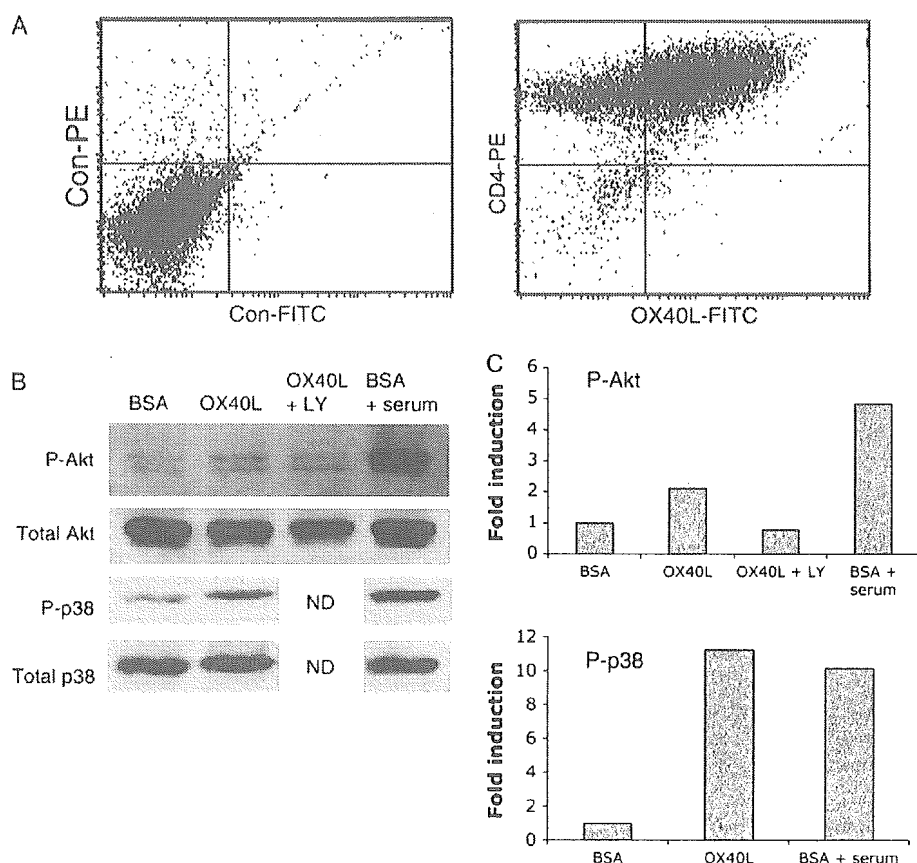 A
Con-PE
Con-FITC
CD4-PE
OX40L-FITC
B
BSA
OX40L
OX40L + LY
BSA + serum
P-Akt
Total Akt
P-p38
ND
Total p38
ND
C
P-Akt
Fold induction
6
5
4
3
2
1
0
BSA
OX40L
OX40L + LY
BSA + serum
P-p38
Fold induction
12
10
8
6
4
2
0
BSA
OX40L
BSA + serum